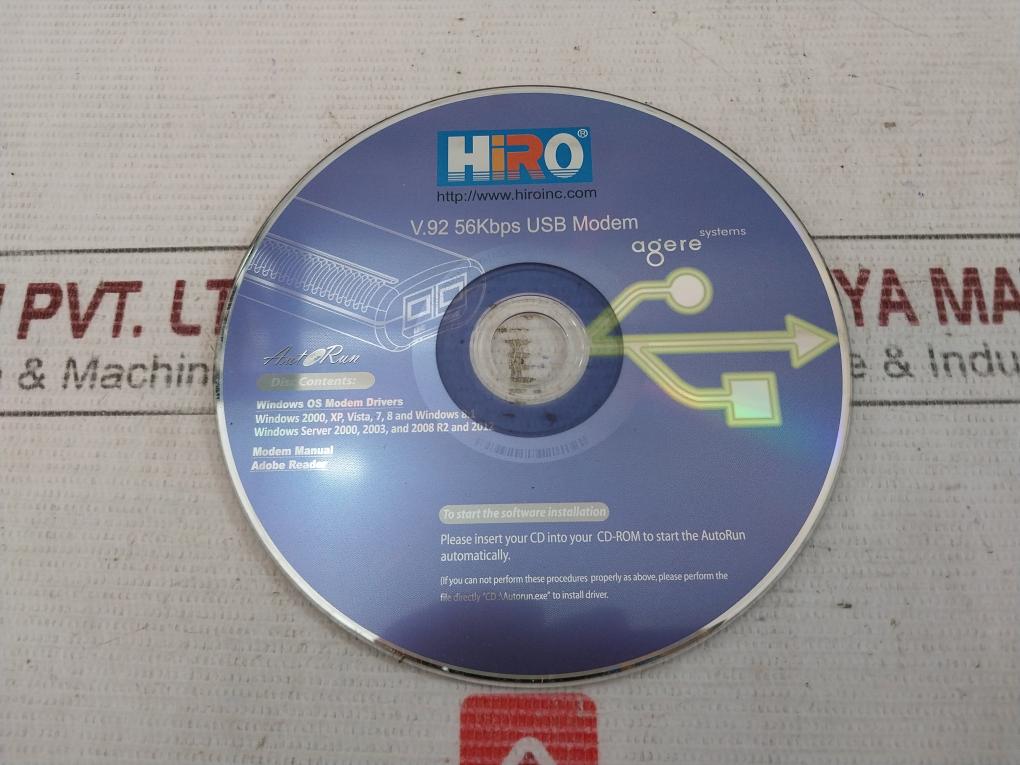 HiRO®
http://www.hiroinc.com
V.92 56Kbps USB Modem
agere systems
PVT. LT
YA MA
& Machin
e & Indu
AutoRun
Disc Contents:
Windows OS Modem Drivers
Windows 2000, XP, Vista, 7, 8 and Windows 8.1
Windows Server 2000, 2003, and 2008 R2 and 2012
Modem Manual
Adobe Reader
To start the software installation
Please insert your CD into your CD-ROM to start the AutoRun
automatically.
(If you can not perform these procedures properly as above, please perform the
file directly "CD :\Autorun.exe" to install driver.